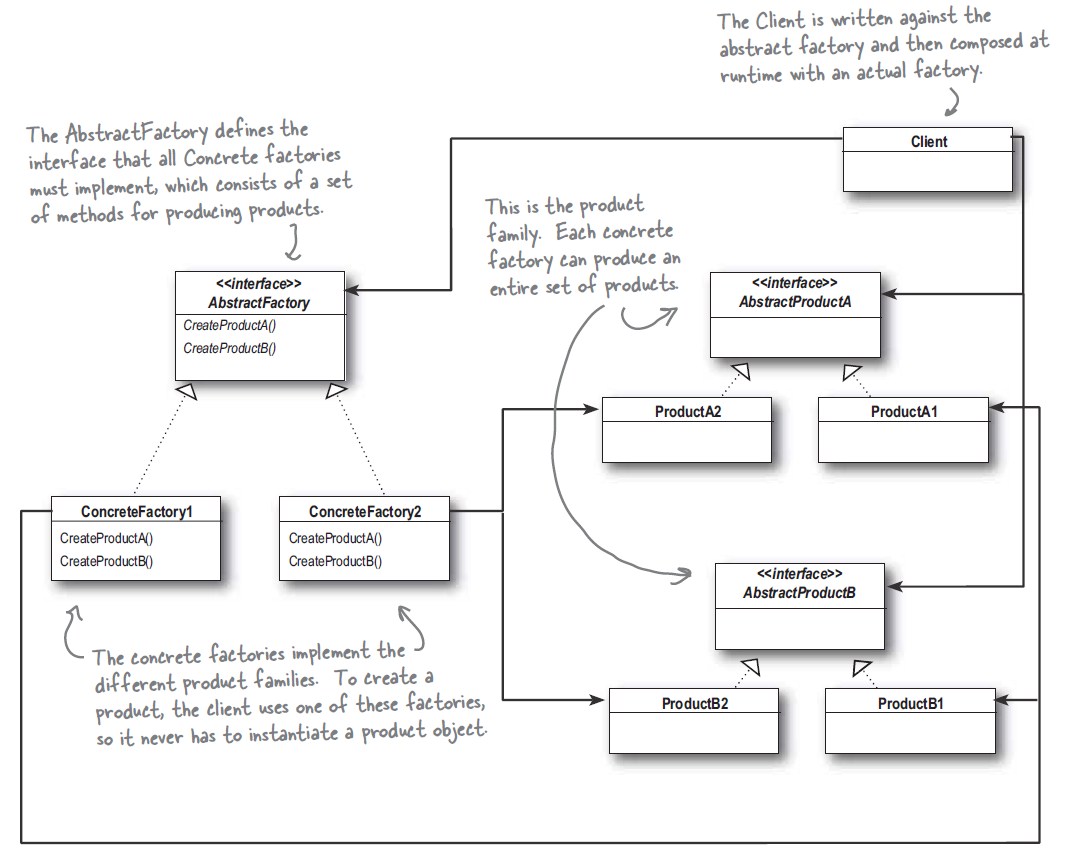 The Client is written against the
abstract factory and then composed at
runtime with an actual factory.
The AbstractFactory defines the
interface that all Concrete factories
must implement, which consists of a set
of methods for producing products.
Client
This is the product
family. Each concrete
factory can produce an
entire set of products.
<<interface>>
AbstractFactory
CreateProductA()
CreateProductB()
<<interface>>
AbstractProductA
ProductA2
ProductA1
ConcreteFactory1
CreateProductA()
CreateProductB()
ConcreteFactory2
CreateProductA()
CreateProductB()
<<interface>>
AbstractProductB
The concrete factories implement the
different product families. To create a
product, the client uses one of these factories,
so it never has to instantiate a product object.
ProductB2
ProductB1